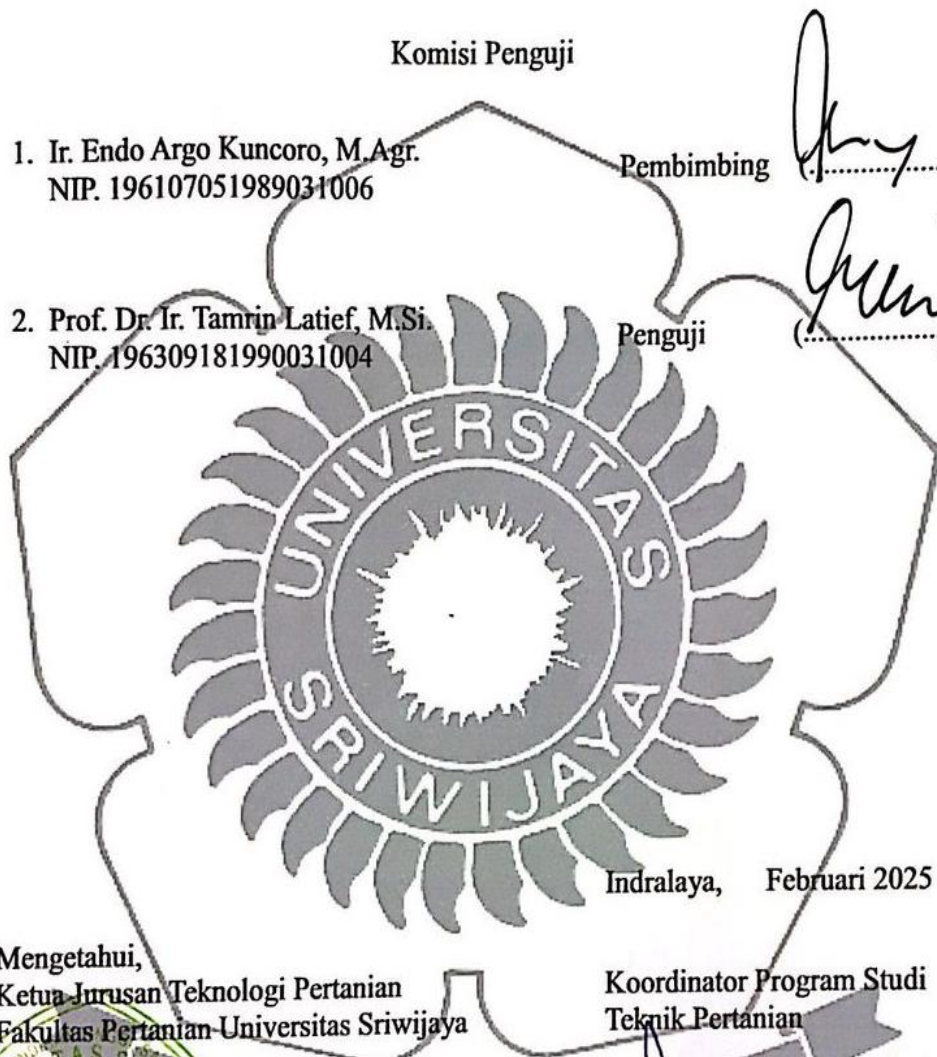 Komisi Penguji
1. Ir. Endo Argo Kuncoro, M.Agr.
NIP. 196107051989031006
Pembimbing (................
2. Prof. Dr. Ir. Tamrin Latief, M.Si.
NIP. 196309181990031004
Penguji (................
UNIVERSITAS
SRIWIJAYA
Indralaya, Februari 2025
Mengetahui,
Ketua Jurusan Teknologi Pertanian
Fakultas Pertanian Universitas Sriwijaya
Koordinator Program Studi
Teknik Pertanian